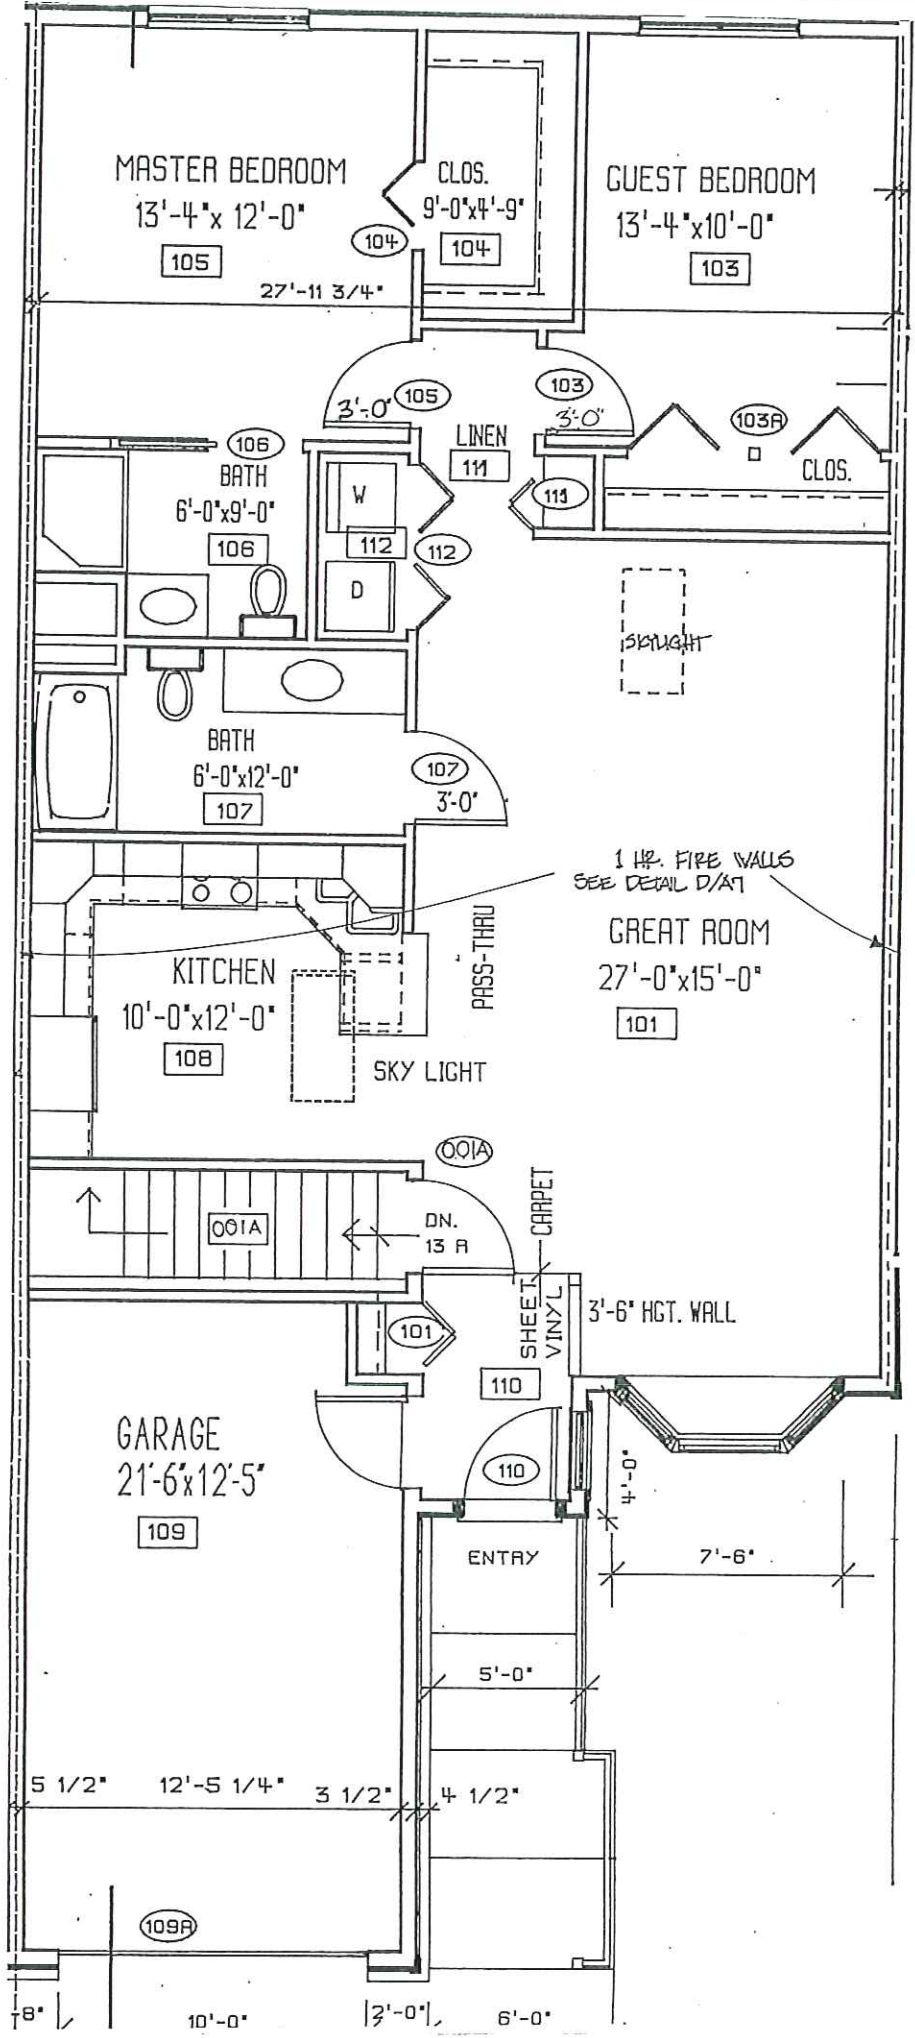 MASTER BEDROOM
13'-4"x 12'-0"
105
CLOS.
9'-0"x4'-9"
104
104
GUEST BEDROOM
13'-4"x10'-0"
103
27'-11 3/4"
105
3'-0"
103
3'-0"
103A
CLOS.
106
BATH
6'-0"x9'-0"
106
LINEN
111
111
W
112
112
D
SKYLIGHT
BATH
6'-0"x12'-0"
107
107
3'-0"
1 HR. FIRE WALLS
SEE DETAIL D/A7
GREAT ROOM
27'-0"x15'-0"
101
PASS-THRU
KITCHEN
10'-0"x12'-0"
108
SKY LIGHT
001A
001A
DN.
13 R
CARPET
SHEET
VINYL
3'-6" HGT. WALL
101
110
110
GARAGE
21'-6"x12'-5"
109
4'-0"
7'-6"
ENTRY
5'-0"
5 1/2"
12'-5 1/4"
3 1/2"
4 1/2"
109A
8"
10'-0"
2'-0"
6'-0"